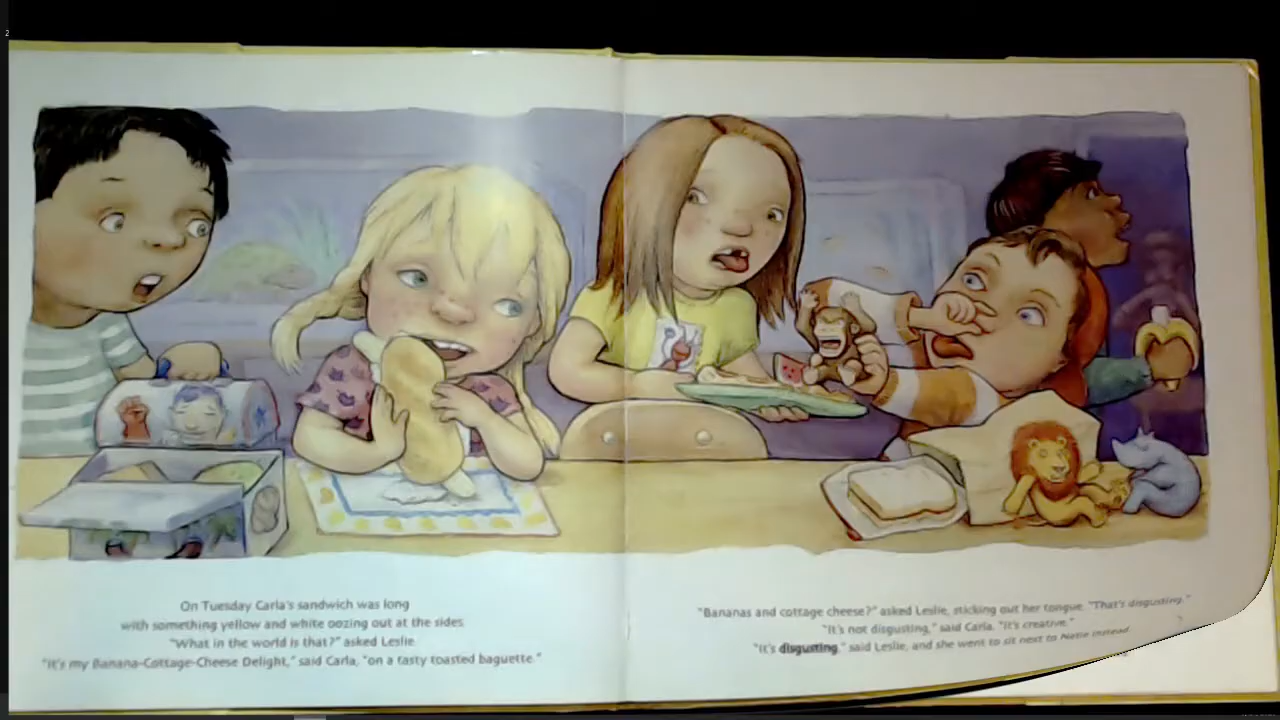 2
On Tuesday Carla's sandwich was long
with something yellow and white oozing out at the sides.
"What in the world is that?" asked Leslie.
"It's my Banana-Cottage-Cheese Delight," said Carla, "on a tasty toasted baguette."
"Bananas and cottage cheese?" asked Leslie, sticking out her tongue. "That's disgusting."
"It's not disgusting," said Carla. "It's creative."
"It's disgusting," said Leslie, and she went to sit next to Natie instead.